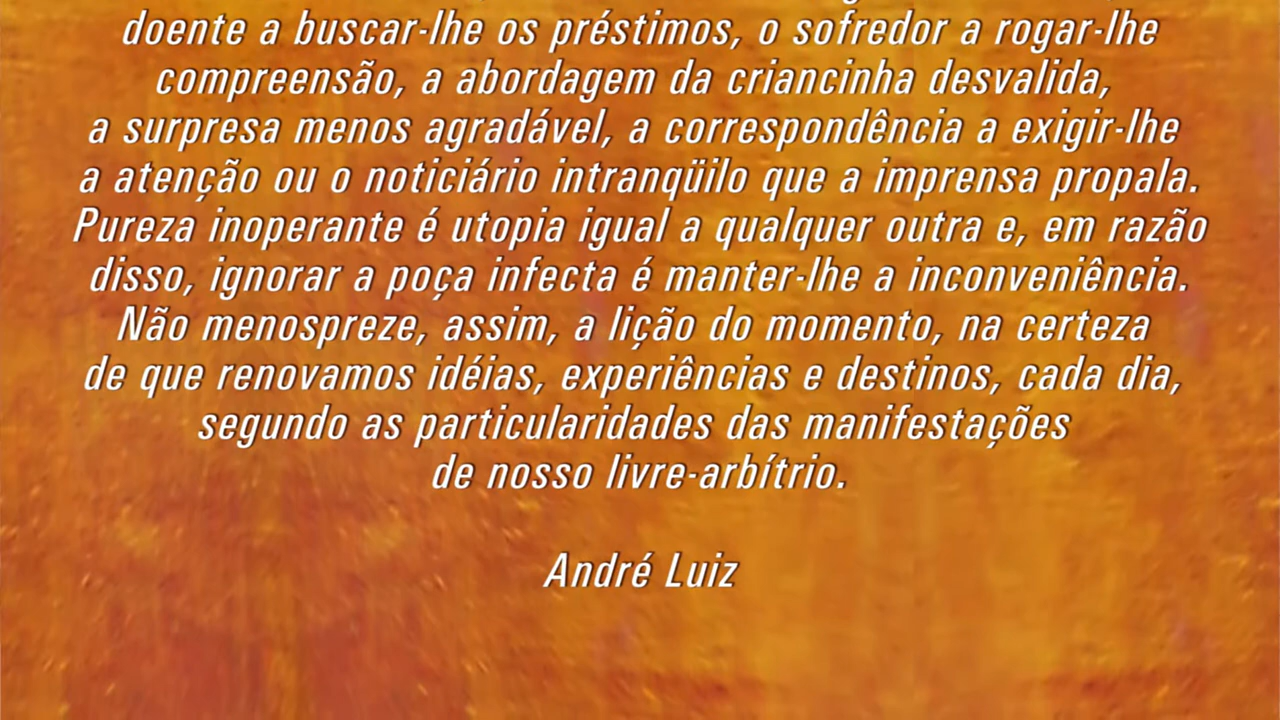 doente a buscar-lhe os préstimos, o sofredor a rogar-lhe
compreensão, a abordagem da criancinha desvalida,
a surpresa menos agradável, a correspondência a exigir-lhe
a atenção ou o noticiário intranqüilo que a imprensa propala.
Pureza inoperante é utopia igual a qualquer outra e, em razão
disso, ignorar a poça infecta é manter-lhe a inconveniência.
Não menospreze, assim, a lição do momento, na certeza
de que renovamos idéias, experiências e destinos, cada dia,
segundo as particularidades das manifestações
de nosso livre-arbítrio.
André Luiz